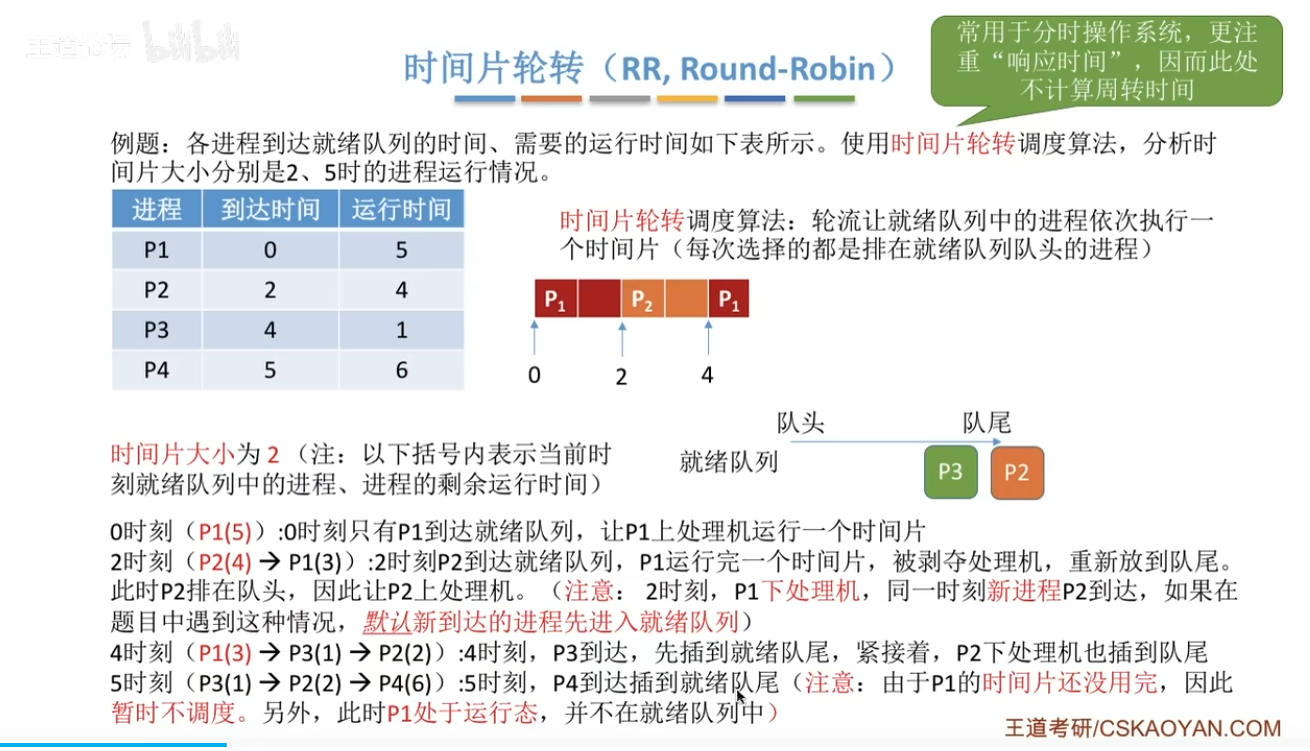 王道论坛 bilibili
时间片轮转（RR, Round-Robin）
常用于分时操作系统，更注
重“响应时间”，因而此处
不计算周转时间
例题：各进程到达就绪队列的时间、需要的运行时间如下表所示。使用时间片轮转调度算法，分析时
间片大小分别是2、5时的进程运行情况。
进程 到达时间 运行时间
P1 0 5
P2 2 4
P3 4 1
P4 5 6
时间片轮转调度算法：轮流让就绪队列中的进程依次执行一
个时间片（每次选择的都是排在就绪队列队头的进程）
P1 P2 P1
0 2 4
队头 队尾
就绪队列 P3 P2
时间片大小为 2（注：以下括号内表示当前时
刻就绪队列中的进程、进程的剩余运行时间）
0时刻（P1(5)）:0时刻只有P1到达就绪队列，让P1上处理机运行一个时间片
2时刻（P2(4) → P1(3)）:2时刻P2到达就绪队列，P1运行完一个时间片，被剥夺处理机，重新放到队尾。
此时P2排在队头，因此让P2上处理机。（注意： 2时刻，P1下处理机，同一时刻新进程P2到达，如果在
题目中遇到这种情况，默认新到达的进程先进入就绪队列）
4时刻（P1(3) → P3(1) → P2(2)）:4时刻，P3到达，先插到就绪队尾，紧接着，P2下处理机也插到队尾
5时刻（P3(1) → P2(2) → P4(6)）:5时刻，P4到达插到就绪队尾（注意：由于P1的时间片还没用完，因此
暂时不调度。另外，此时P1处于运行态，并不在就绪队列中）
王道考研/CSKAOYAN.COM